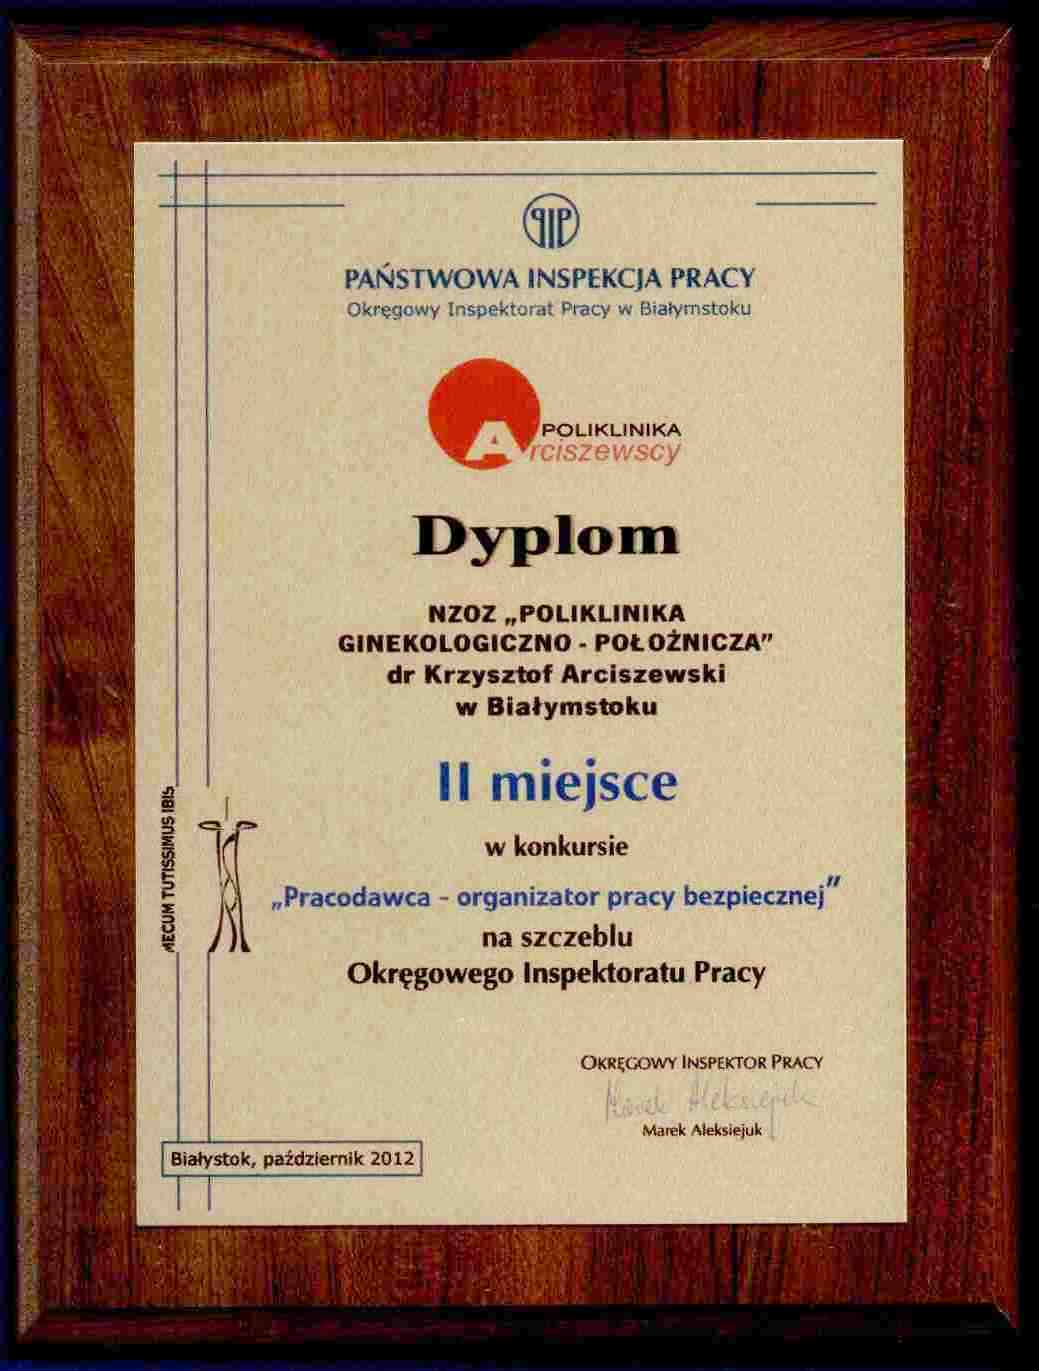 PIP
PAŃSTWOWA INSPEKCJA PRACY
Okręgowy Inspektorat Pracy w Białymstoku
POLIKLINIKA
Arciszewscy
Dyplom
NZOZ „POLIKLINIKA
GINEKOLOGICZNO - POŁOŻNICZA”
dr Krzysztof Arciszewski
w Białymstoku
II miejsce
w konkursie
„Pracodawca - organizator pracy bezpiecznej”
na szczeblu
Okręgowego Inspektoratu Pracy
MECUM TUTISSIMUS IBIS
OKRĘGOWY INSPEKTOR PRACY
Marek Aleksiejuk
Marek Aleksiejuk
Białystok, październik 2012